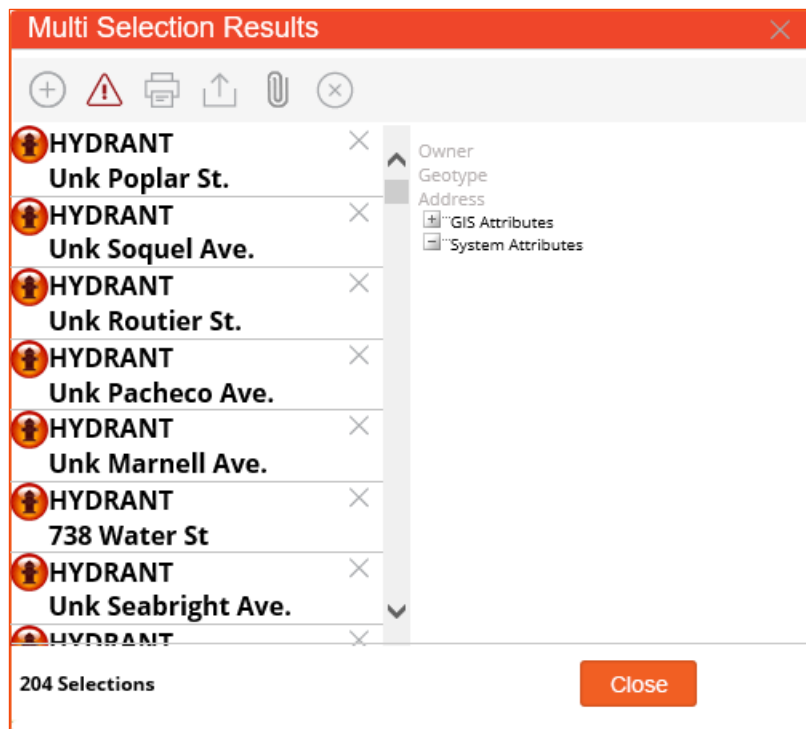 Multi Selection Results
HYDRANT
Unk Poplar St.
HYDRANT
Unk Soquel Ave.
HYDRANT
Unk Routier St.
HYDRANT
Unk Pacheco Ave.
HYDRANT
Unk Marnell Ave.
HYDRANT
738 Water St
HYDRANT
Unk Seabright Ave.
HYDRANT
Owner
Geotype
Address
GIS Attributes
System Attributes
204 Selections
Close